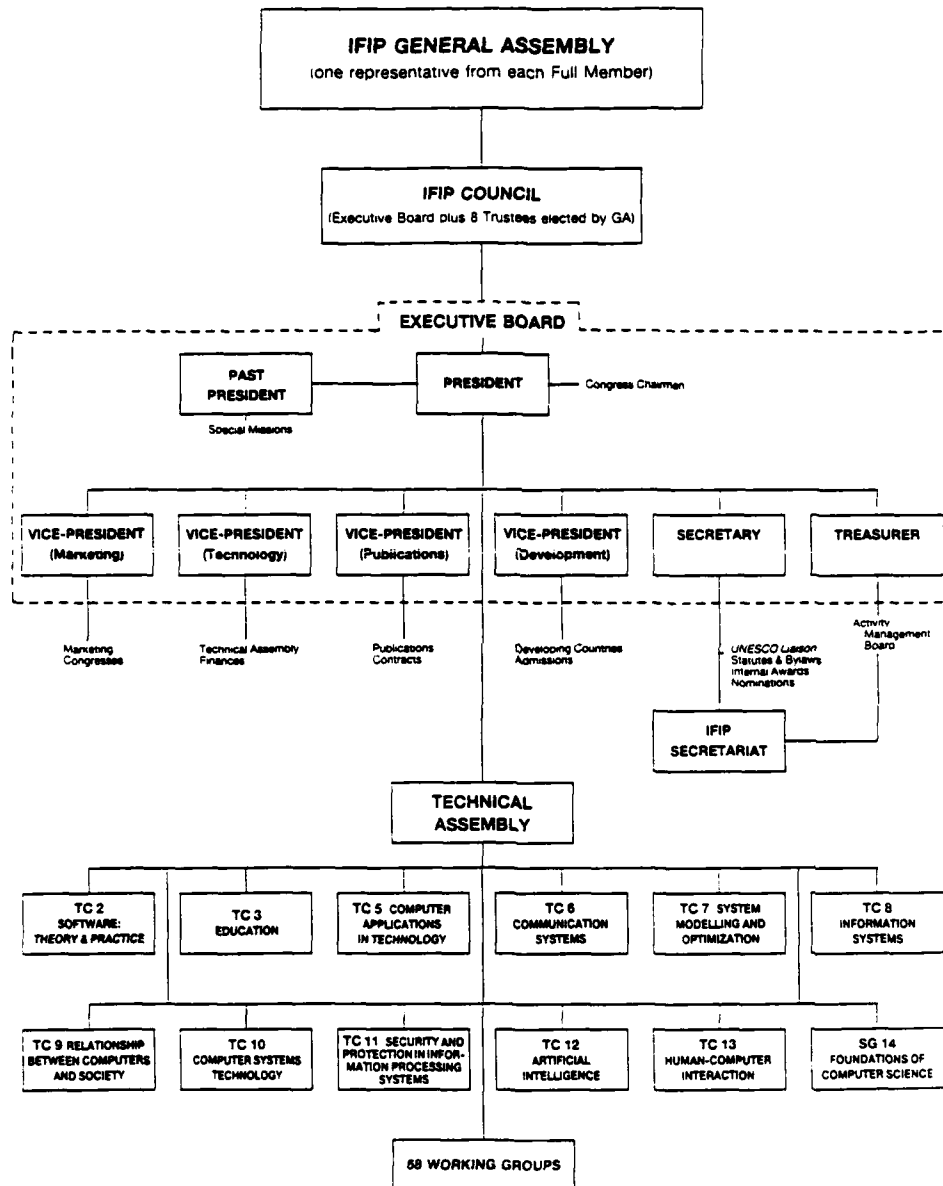 IFIP GENERAL ASSEMBLY
(one representative from each Full Member)
IFIP COUNCIL
(Executive Board plus 8 Trustees elected by GA)
EXECUTIVE BOARD
PAST
PRESIDENT
PRESIDENT
Congress Chairmen
Special Missions
VICE-PRESIDENT
(Marketing)
VICE-PRESIDENT
(Technology)
VICE-PRESIDENT
(Publications)
VICE-PRESIDENT
(Development)
SECRETARY
TREASURER
Marketing
Congresses
Technical Assembly
Finances
Publications
Contracts
Developing Countries
Admissions
UNESCO Liaison
Statutes & Bylaws
Internal Awards
Nominations
Activity
Management
Board
IFIP
SECRETARIAT
TECHNICAL
ASSEMBLY
TC 2
SOFTWARE:
THEORY & PRACTICE
TC 3
EDUCATION
TC 5 COMPUTER
APPLICATIONS
IN TECHNOLOGY
TC 6
COMMUNICATION
SYSTEMS
TC 7 SYSTEM
MODELLING AND
OPTIMIZATION
TC 8
INFORMATION
SYSTEMS
TC 9 RELATIONSHIP
BETWEEN COMPUTERS
AND SOCIETY
TC 10
COMPUTER SYSTEMS
TECHNOLOGY
TC 11 SECURITY AND
PROTECTION IN INFOR-
MATION PROCESSING
SYSTEMS
TC 12
ARTIFICIAL
INTELLIGENCE
TC 13
HUMAN-COMPUTER
INTERACTION
SG 14
FOUNDATIONS OF
COMPUTER SCIENCE
58 WORKING GROUPS